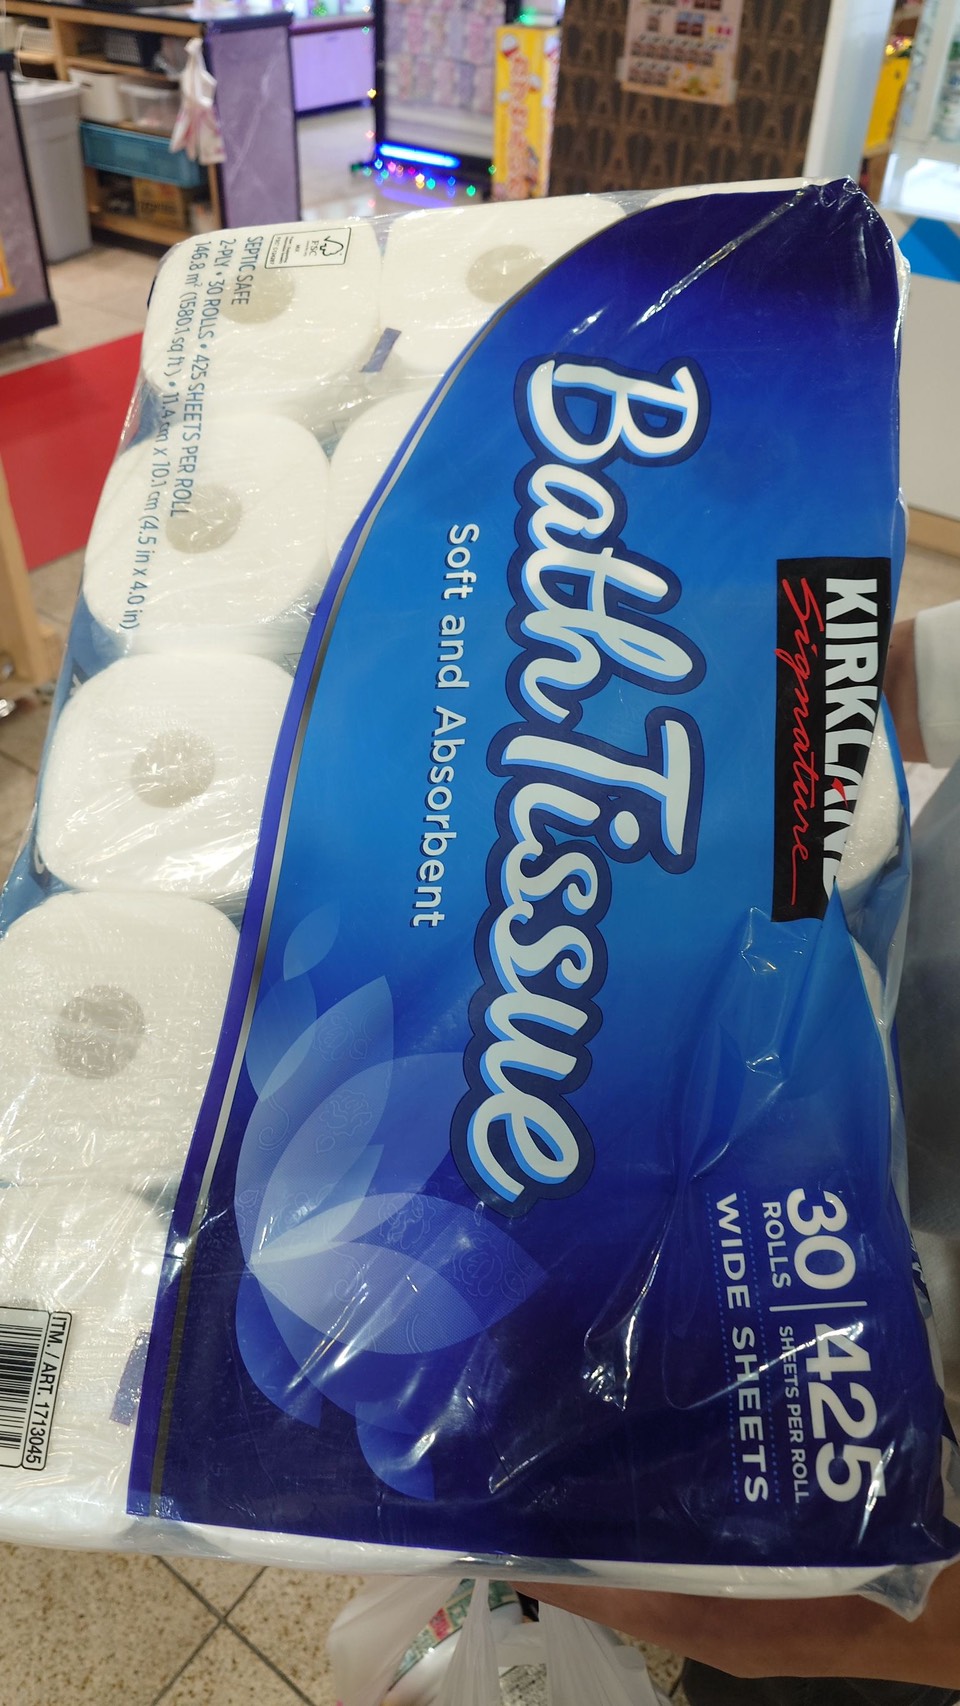 KIRKLAND
Signature
Bath Tissue
Soft and Absorbent
30 ROLLS | 425 SHEETS PER ROLL
WIDE SHEETS
FSC
SEPTIC SAFE
2-PLY • 30 ROLLS • 425 SHEETS PER ROLL
146.8 m² (1580.1 sq ft) • 11.4 cm x 10.1 cm (4.5 in x 4.0 in)
ITM. / ART. 1713045